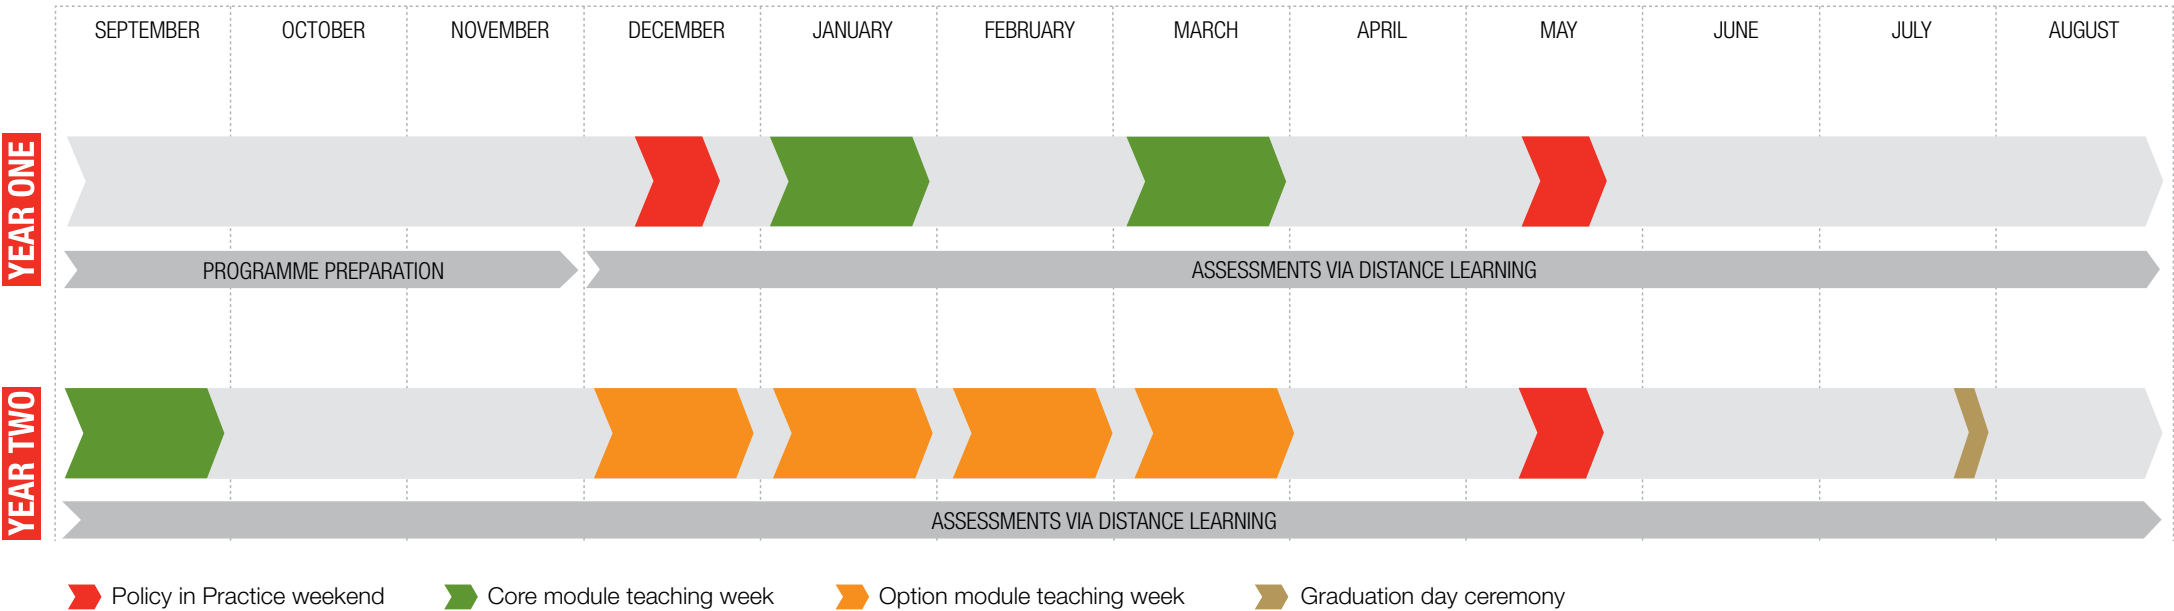 SEPTEMBER OCTOBER NOVEMBER DECEMBER JANUARY FEBRUARY MARCH APRIL MAY JUNE JULY AUGUST
YEAR ONE
PROGRAMME PREPARATION ASSESSMENTS VIA DISTANCE LEARNING
YEAR TWO
ASSESSMENTS VIA DISTANCE LEARNING
Policy in Practice weekend Core module teaching week Option module teaching week Graduation day ceremony